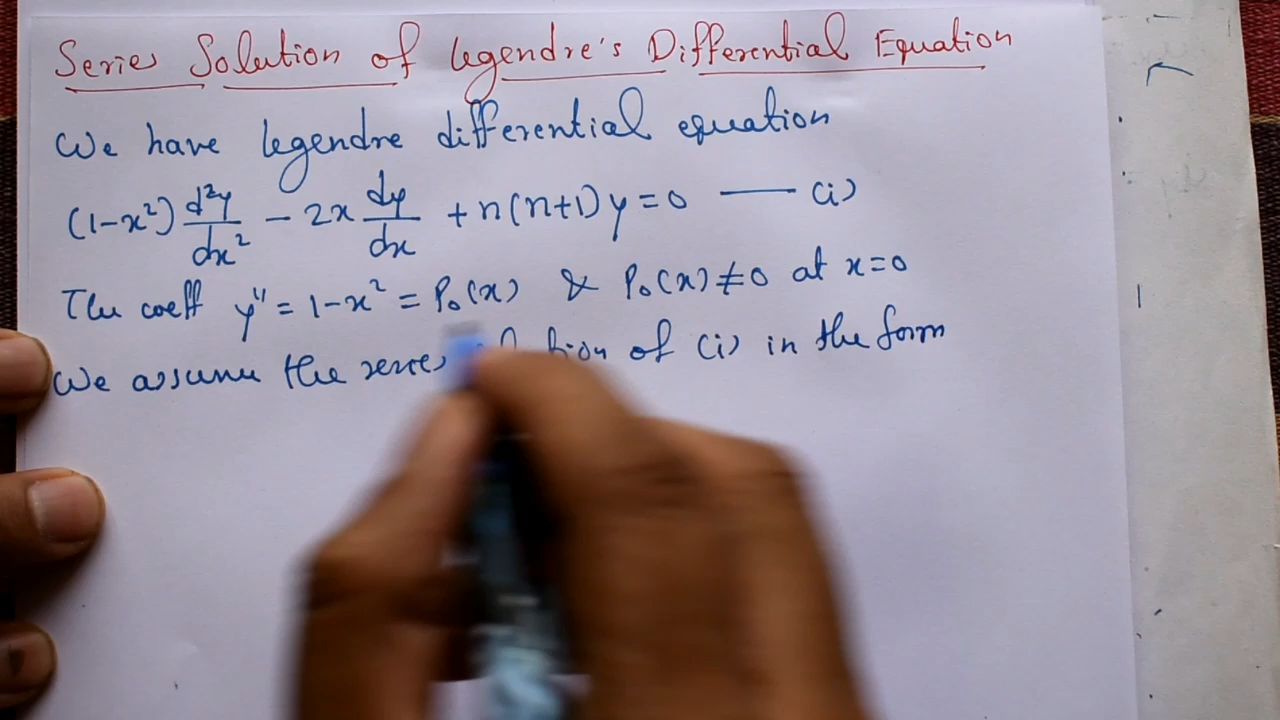 Series Solution of Legendre's Differential Equation
We have legendre differential equation
(1-x²) d²y/dx² - 2x dy/dx + n(n+1)y = 0 — (i)
The coeff y'' = 1-x² = P₀(x) & P₀(x) ≠ 0 at x=0
We assume the series of (i) in the form